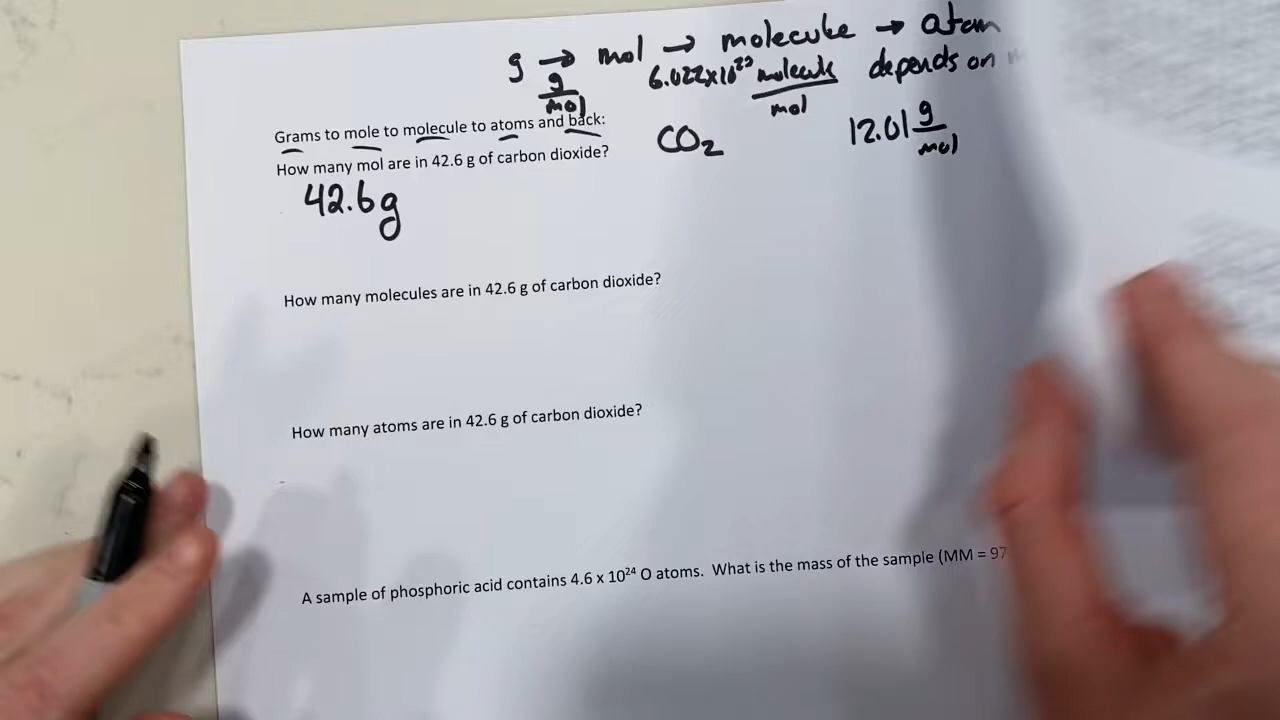 g → mol → molecule → atom
g/mol 6.022x10²³ molecule/mol depends on
Grams to mole to molecule to atoms and back:
CO₂ 12.01 g/mol
How many mol are in 42.6 g of carbon dioxide?
42.6g
How many molecules are in 42.6 g of carbon dioxide?
How many atoms are in 42.6 g of carbon dioxide?
A sample of phosphoric acid contains 4.6 x 10²⁴ O atoms. What is the mass of the sample (MM = 97